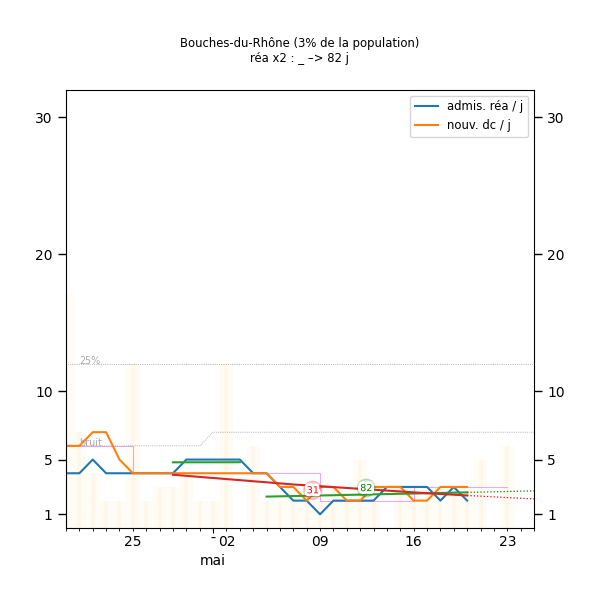 Bouches-du-Rhône (3% de la population)
réa x2 : _ –> 82 j
admis. réa / j
nouv. dc / j
30 30
20 20
25%
10 10
bruit
5 5
31 82
1 1
25 02 09 16 23
mai